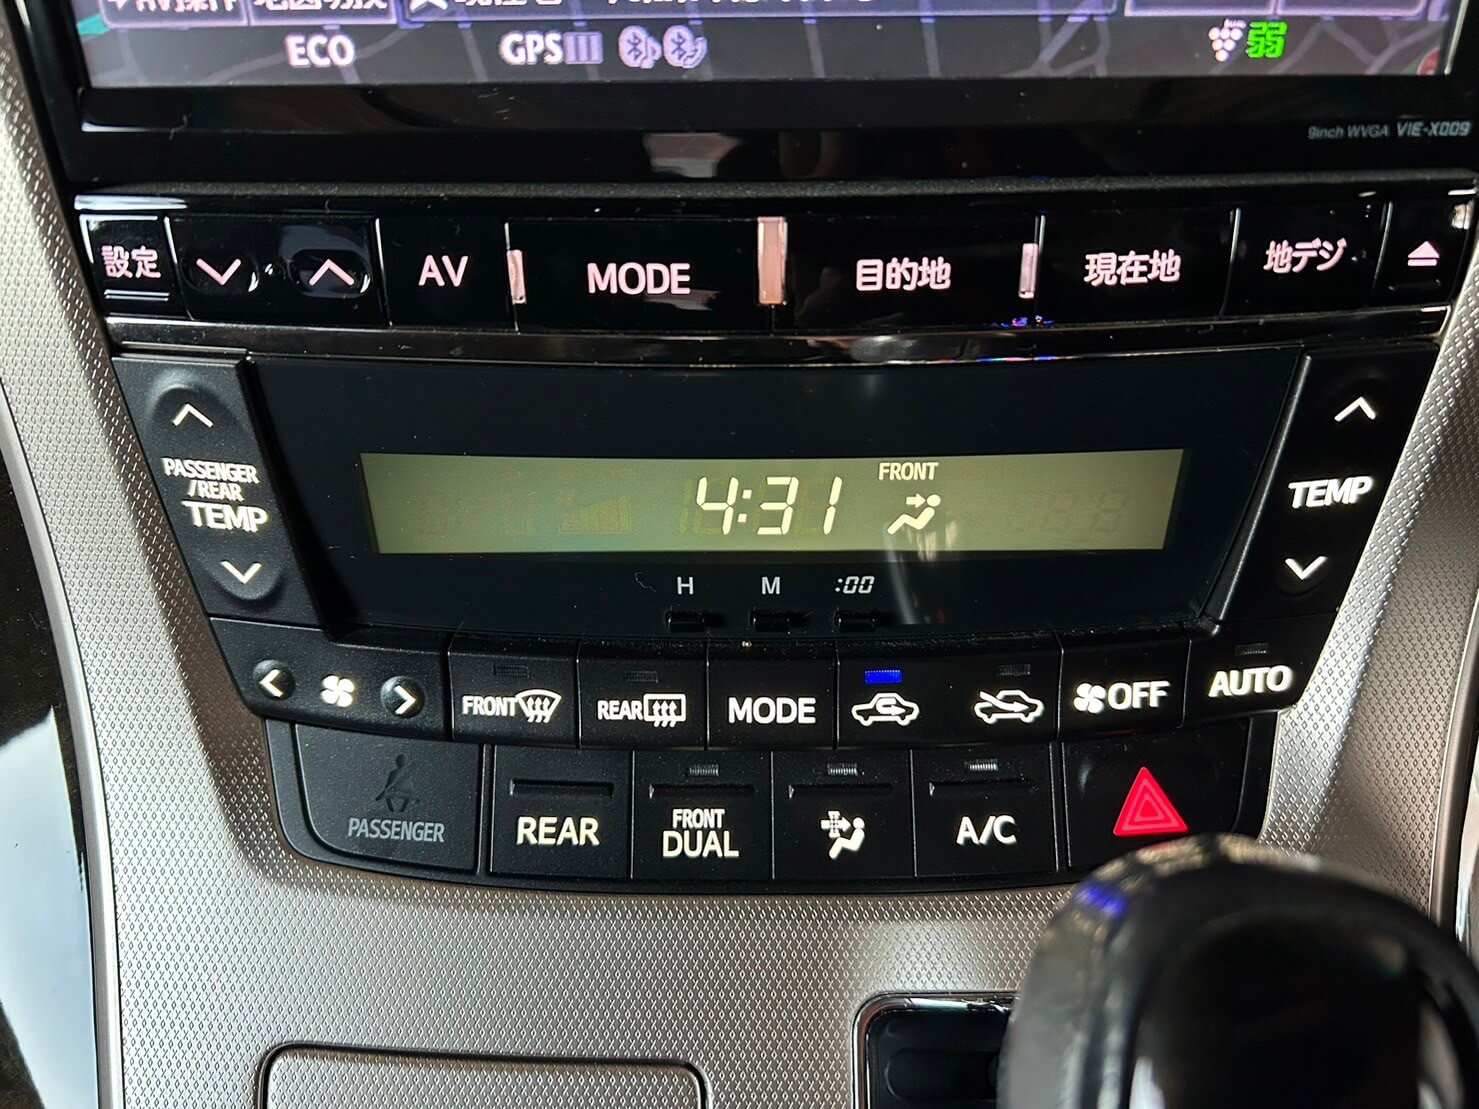 ECO
GPS
55
9inch WVGA VIE-X009
設定
AV
MODE
目的地
現在地
地デジ
PASSENGER
/REAR
TEMP
4:31
FRONT
TEMP
H
M
:00
FRONT
REAR
MODE
OFF
AUTO
PASSENGER
REAR
FRONT
DUAL
A/C